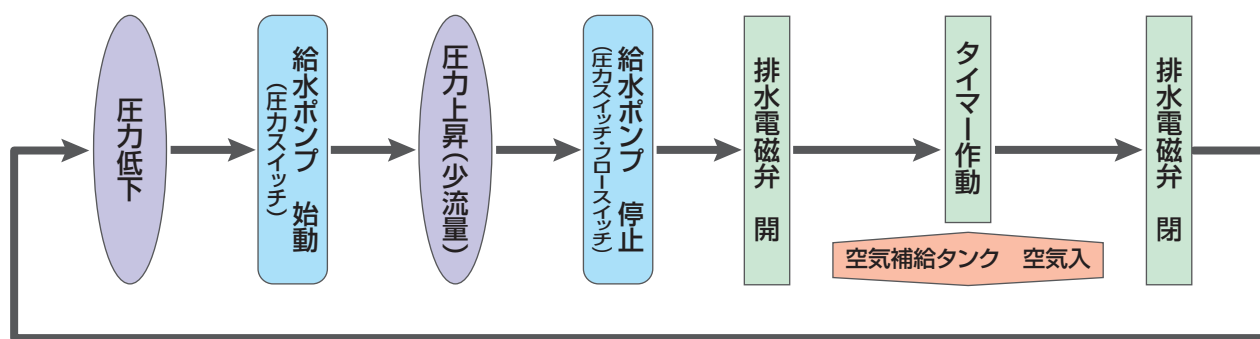 圧力低下
給水ポンプ　始動
（圧力スイッチ）
圧力上昇（少流量）
給水ポンプ　停止
（圧力スイッチ・フロースイッチ）
排水電磁弁　開
タイマー作動
空気補給タンク　空気入
排水電磁弁　閉